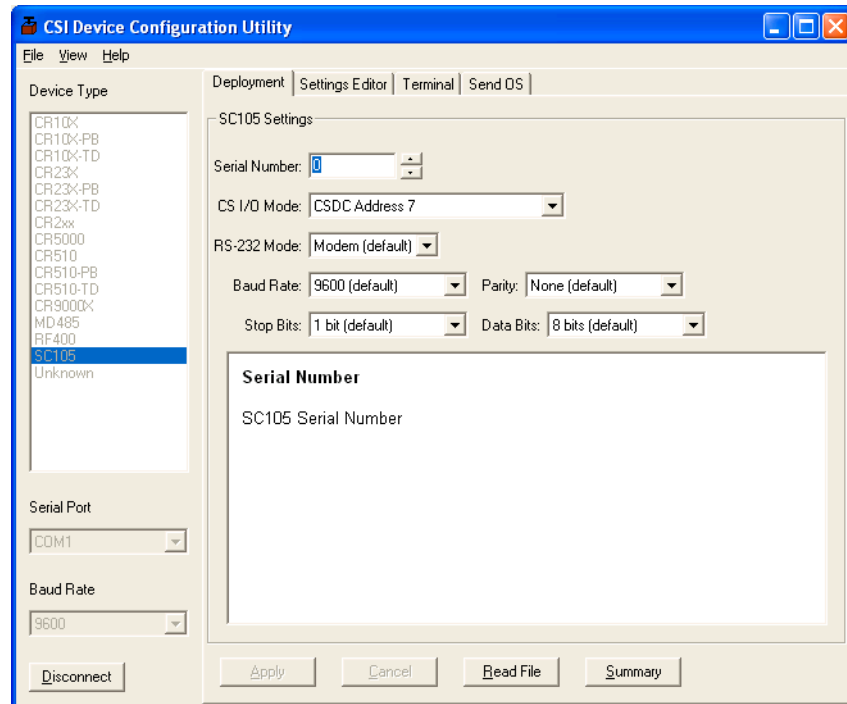 CSI Device Configuration Utility
File View Help
Device Type
CR10X
CR10X-PB
CR10X-TD
CR23X
CR23X-PB
CR23X-TD
CR2xx
CR5000
CR510
CR510-PB
CR510-TD
CR9000X
MD485
RF400
SC105
Unknown
Serial Port
COM1
Baud Rate
9600
Disconnect
Deployment Settings Editor Terminal Send OS
SC105 Settings
Serial Number: 0
CS I/O Mode: CSDC Address 7
RS-232 Mode: Modem (default)
Baud Rate: 9600 (default) Parity: None (default)
Stop Bits: 1 bit (default) Data Bits: 8 bits (default)
Serial Number
SC105 Serial Number
Apply Cancel Read File Summary